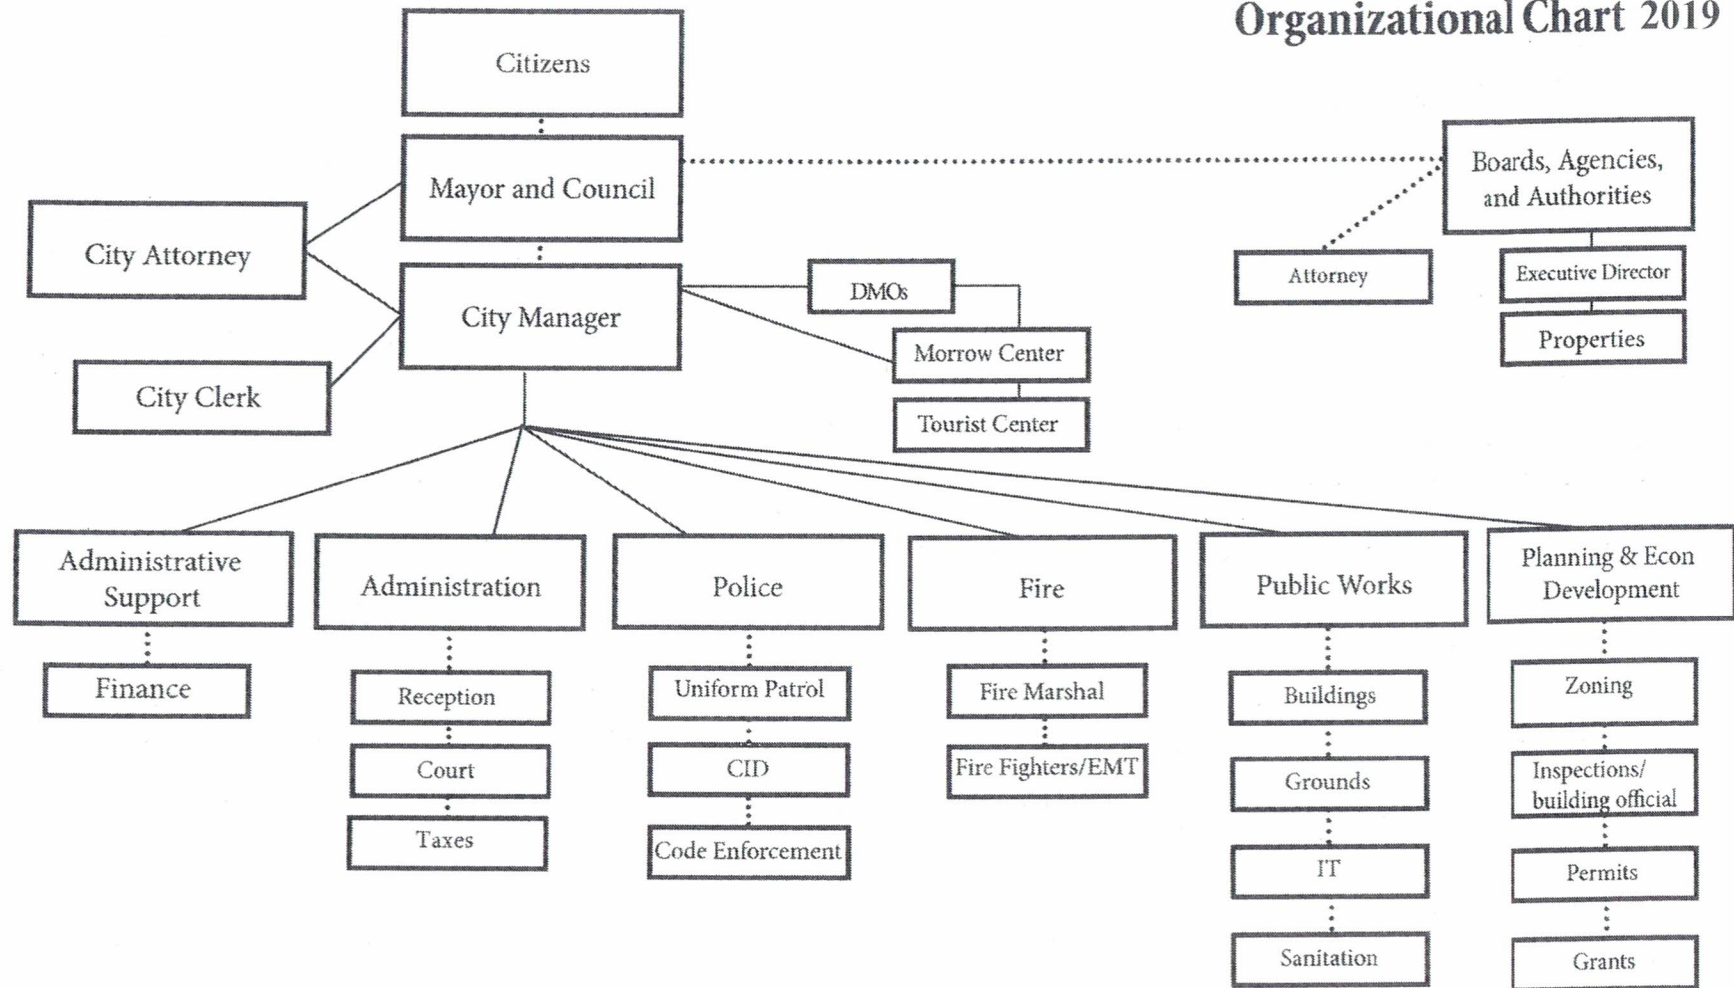 Organizational Chart 2019
Citizens
Mayor and Council
Boards, Agencies,
and Authorities
City Attorney
Attorney
Executive Director
DMOs
City Manager
Properties
Morrow Center
City Clerk
Tourist Center
Administrative
Support
Administration
Police
Fire
Public Works
Planning & Econ
Development
Finance
Reception
Court
Taxes
Uniform Patrol
CID
Code Enforcement
Fire Marshal
Fire Fighters/EMT
Buildings
Grounds
IT
Sanitation
Zoning
Inspections/
building official
Permits
Grants